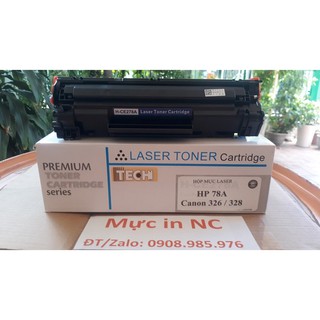 H-CE278A Laser Toner Cartridge
PREMIUM
TONER
CARTRIDGE
series
LASER TONER Cartridge
TECH
HỘP MỰC LASER
HP 78A
Canon 326 / 328
Mực in NC
ĐT/Zalo: 0908.985.976